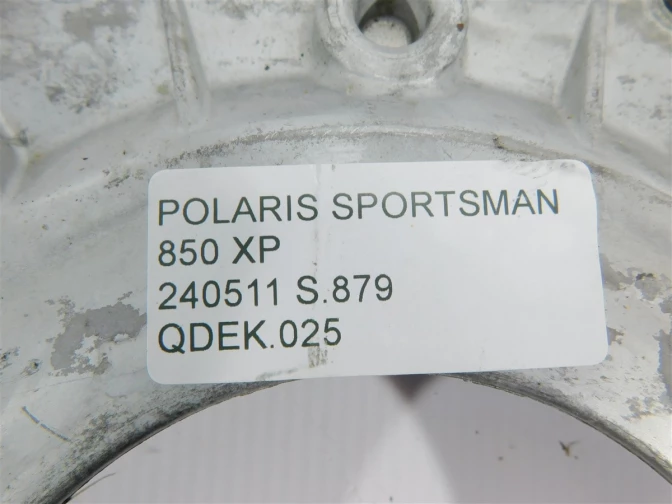 POLARIS SPORTSMAN
850 XP
240511 S.879
QDEK.025